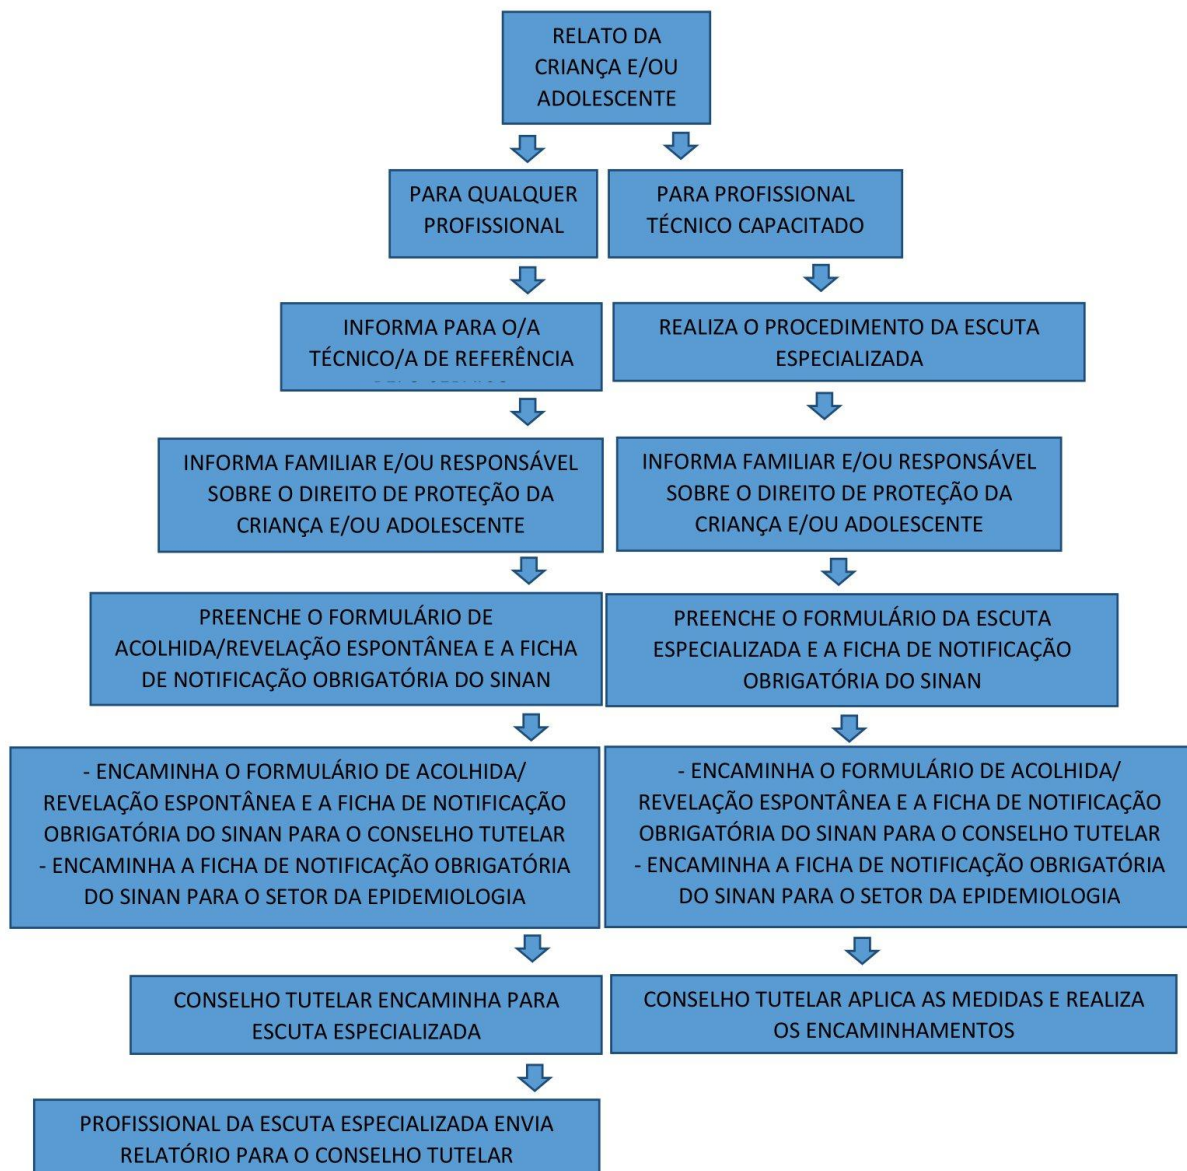 RELATO DA
CRIANÇA E/OU
ADOLESCENTE
PARA QUALQUER
PROFISSIONAL
PARA PROFISSIONAL
TÉCNICO CAPACITADO
INFORMA PARA O/A
TÉCNICO/A DE REFERÊNCIA
REALIZA O PROCEDIMENTO DA ESCUTA
ESPECIALIZADA
INFORMA FAMILIAR E/OU RESPONSÁVEL
SOBRE O DIREITO DE PROTEÇÃO DA
CRIANÇA E/OU ADOLESCENTE
INFORMA FAMILIAR E/OU RESPONSÁVEL
SOBRE O DIREITO DE PROTEÇÃO DA
CRIANÇA E/OU ADOLESCENTE
PREENCHE O FORMULÁRIO DE
ACOLHIDA/REVELAÇÃO ESPONTÂNEA E A FICHA
DE NOTIFICAÇÃO OBRIGATÓRIA DO SINAN
PREENCHE O FORMULÁRIO DA ESCUTA
ESPECIALIZADA E A FICHA DE NOTIFICAÇÃO
OBRIGATÓRIA DO SINAN
- ENCAMINHA O FORMULÁRIO DE ACOLHIDA/
REVELAÇÃO ESPONTÂNEA E A FICHA DE NOTIFICAÇÃO
OBRIGATÓRIA DO SINAN PARA O CONSELHO TUTELAR
- ENCAMINHA A FICHA DE NOTIFICAÇÃO OBRIGATÓRIA
DO SINAN PARA O SETOR DA EPIDEMIOLOGIA
- ENCAMINHA O FORMULÁRIO DE ACOLHIDA/
REVELAÇÃO ESPONTÂNEA E A FICHA DE NOTIFICAÇÃO
OBRIGATÓRIA DO SINAN PARA O CONSELHO TUTELAR
- ENCAMINHA A FICHA DE NOTIFICAÇÃO OBRIGATÓRIA
DO SINAN PARA O SETOR DA EPIDEMIOLOGIA
CONSELHO TUTELAR ENCAMINHA PARA
ESCUTA ESPECIALIZADA
CONSELHO TUTELAR APLICA AS MEDIDAS E REALIZA
OS ENCAMINHAMENTOS
PROFISSIONAL DA ESCUTA ESPECIALIZADA ENVIA
RELATÓRIO PARA O CONSELHO TUTELAR